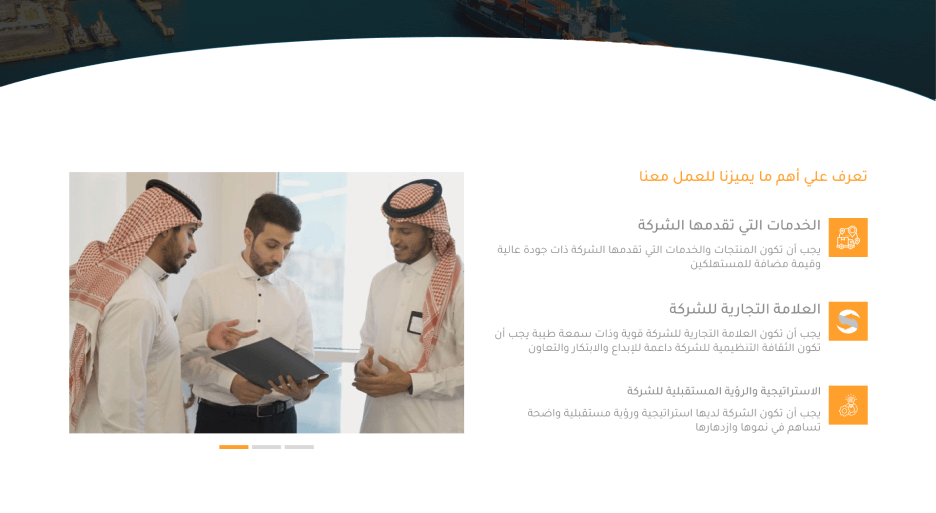 تعرف علي أهم ما يميزنا للعمل معنا
الخدمات التي تقدمها الشركة
يجب أن تكون المنتجات والخدمات التي تقدمها الشركة ذات جودة عالية
وقيمة مضافة للمستهلكين
العلامة التجارية للشركة
يجب أن تكون العلامة التجارية للشركة قوية وذات سمعة طيبة يجب أن
تكون الثقافة التنظيمية للشركة داعمة للإبداع والابتكار والتعاون
الاستراتيجية والرؤية المستقبلية للشركة
يجب أن تكون الشركة لديها استراتيجية ورؤية مستقبلية واضحة
تساهم في نموها وازدهارها